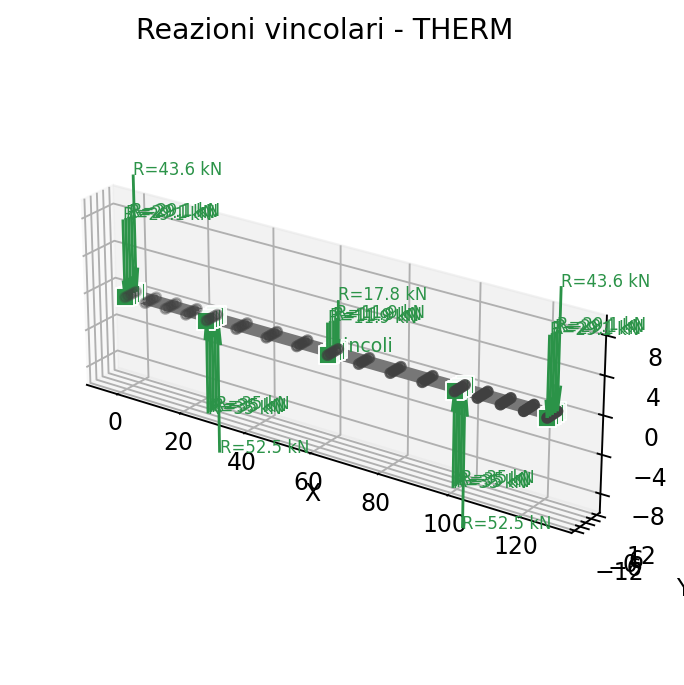 Reazioni vincolari - THERM
R=43.6 kN
R=29.1 kN
R=43.6 kN
R=17.8 kN
R=11.9 kN
R=29.1 kN
incoli
R=35 kN
R=52.5 kN
R=35 kN
R=52.5 kN
0
20
40
60
80
100
120
X
8
4
0
−4
−8
12
−12
Y